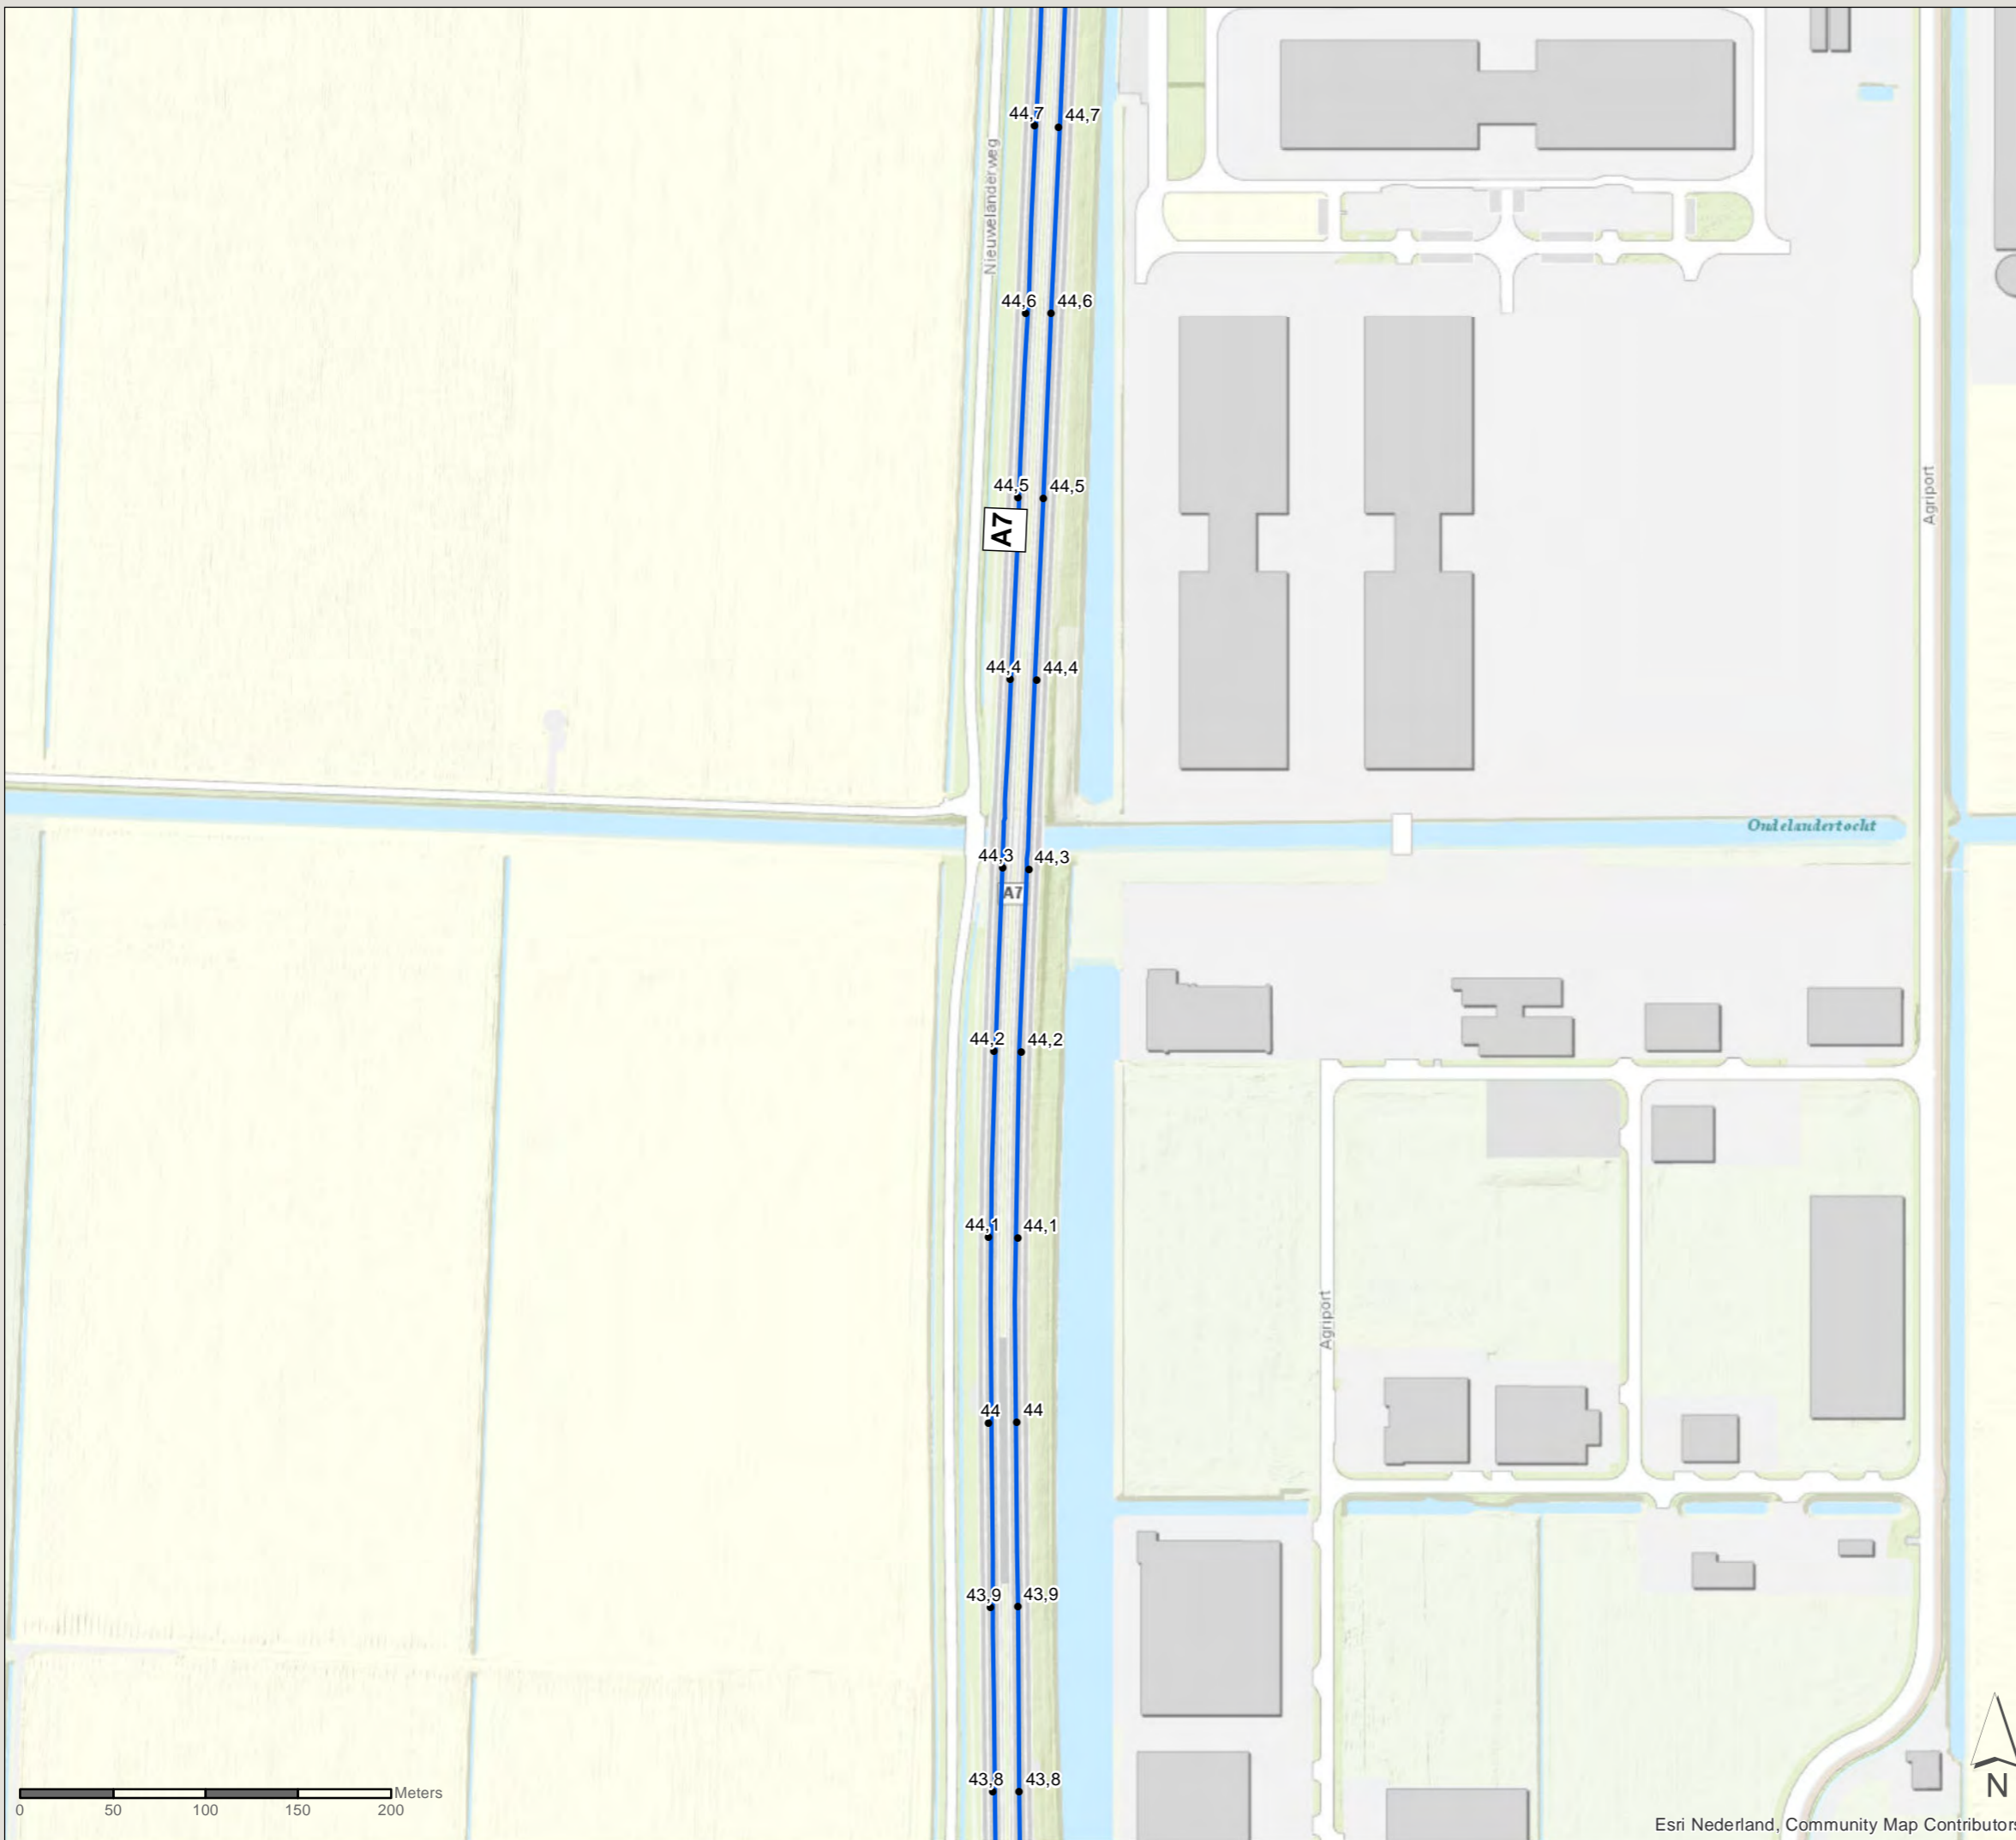 44,7 44,7
Nieuwelanderweg
44,6 44,6
44,5 44,5
Agriport
A7
44,4 44,4
Oudelandertocht
44,3 44,3
A7
44,2 44,2
44,1 44,1
Agriport
44 44
43,9 43,9
43,8 43,8
Meters
0 50 100 150 200
N
Esri Nederland, Community Map Contributors